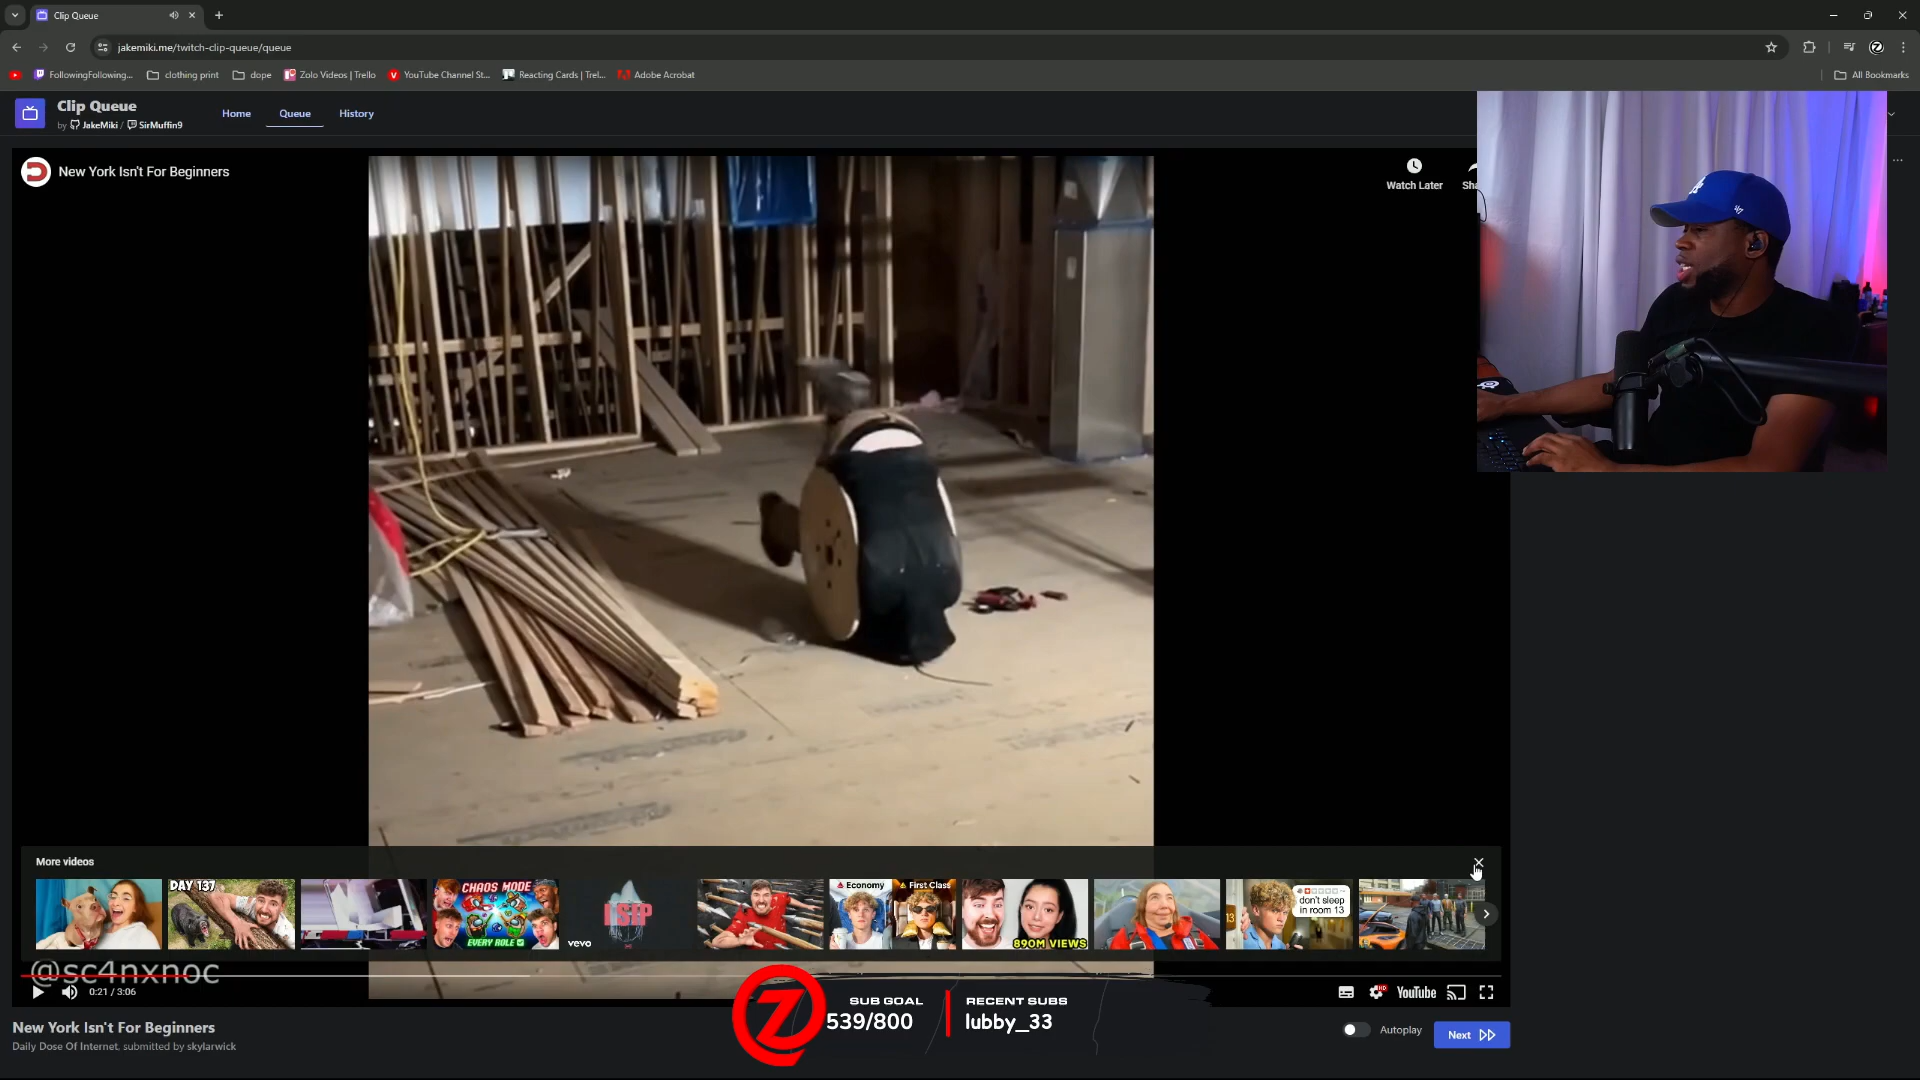 Clip Queue
jakemiki.me/twitch-clip-queue/queue
FollowingFollowing...
clothing print
dope
Zolo Videos | Trello
YouTube Channel St...
Reacting Cards | Trel...
Adobe Acrobat
All Bookmarks
Clip Queue
by JakeMiki / SirMuffin9
Home
Queue
History
New York Isn't For Beginners
Watch Later
Sha
47
More videos
DAY 137
CHAOS MODE
EVERY ROLE
vevo
Economy
First Class
890M VIEWS
13
don't sleep
in room 13
@sc4nxnoc
0:21 / 3:06
HD
YouTube
SUB GOAL
539/800
RECENT SUBS
lubby_33
New York Isn't For Beginners
Daily Dose Of Internet, submitted by skylarwick
Autoplay
Next